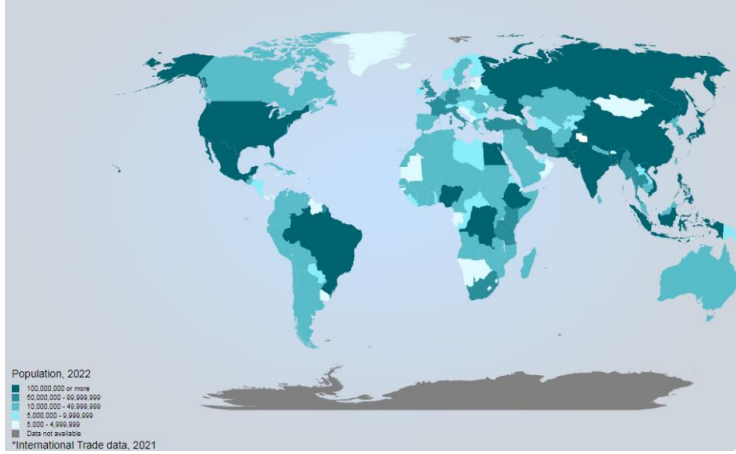 Population, 2022
100,000,000 or more
50,000,000 - 99,999,999
10,000,000 - 49,999,999
5,000,000 - 9,999,999
5,000 - 4,999,999
Data not available
*International Trade data, 2021